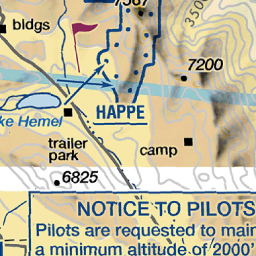 bldgs
7200
HAPPE
ke Hemel
trailer
park
camp
6825
NOTICE TO PILOTS
Pilots are requested to main
a minimum altitude of 2000'